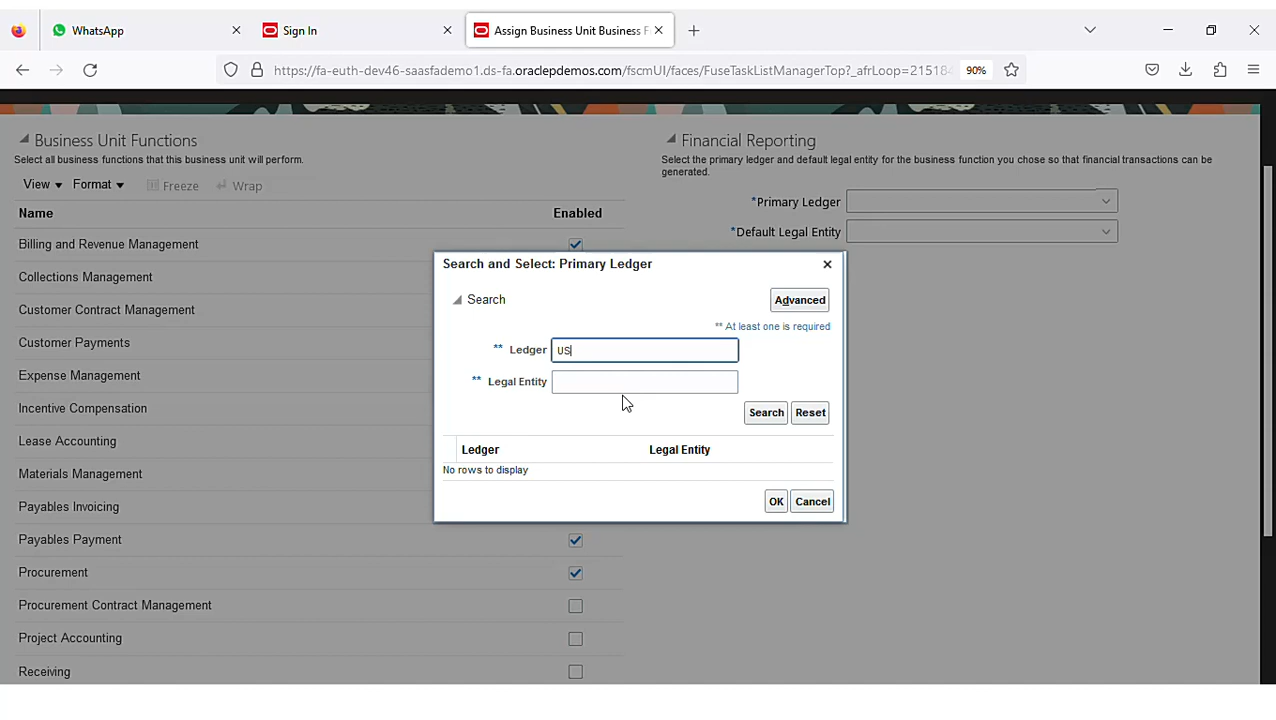 WhatsApp
Sign In
Assign Business Unit Business F
https://fa-euth-dev46-saasfademo1.ds-fa.oraclepdemos.com/fscmUI/faces/FuseTaskListManagerTop?_afrLoop=215184
90%
Business Unit Functions
Select all business functions that this business unit will perform.
View Format Freeze Wrap
Name Enabled
Billing and Revenue Management
Collections Management
Customer Contract Management
Customer Payments
Expense Management
Incentive Compensation
Lease Accounting
Materials Management
Payables Invoicing
Payables Payment
Procurement
Procurement Contract Management
Project Accounting
Receiving
Financial Reporting
Select the primary ledger and default legal entity for the business function you chose so that financial transactions can be
generated.
*Primary Ledger
*Default Legal Entity
Search and Select: Primary Ledger
Search
Advanced
** At least one is required
** Ledger US
** Legal Entity
Search Reset
Ledger Legal Entity
No rows to display
OK Cancel